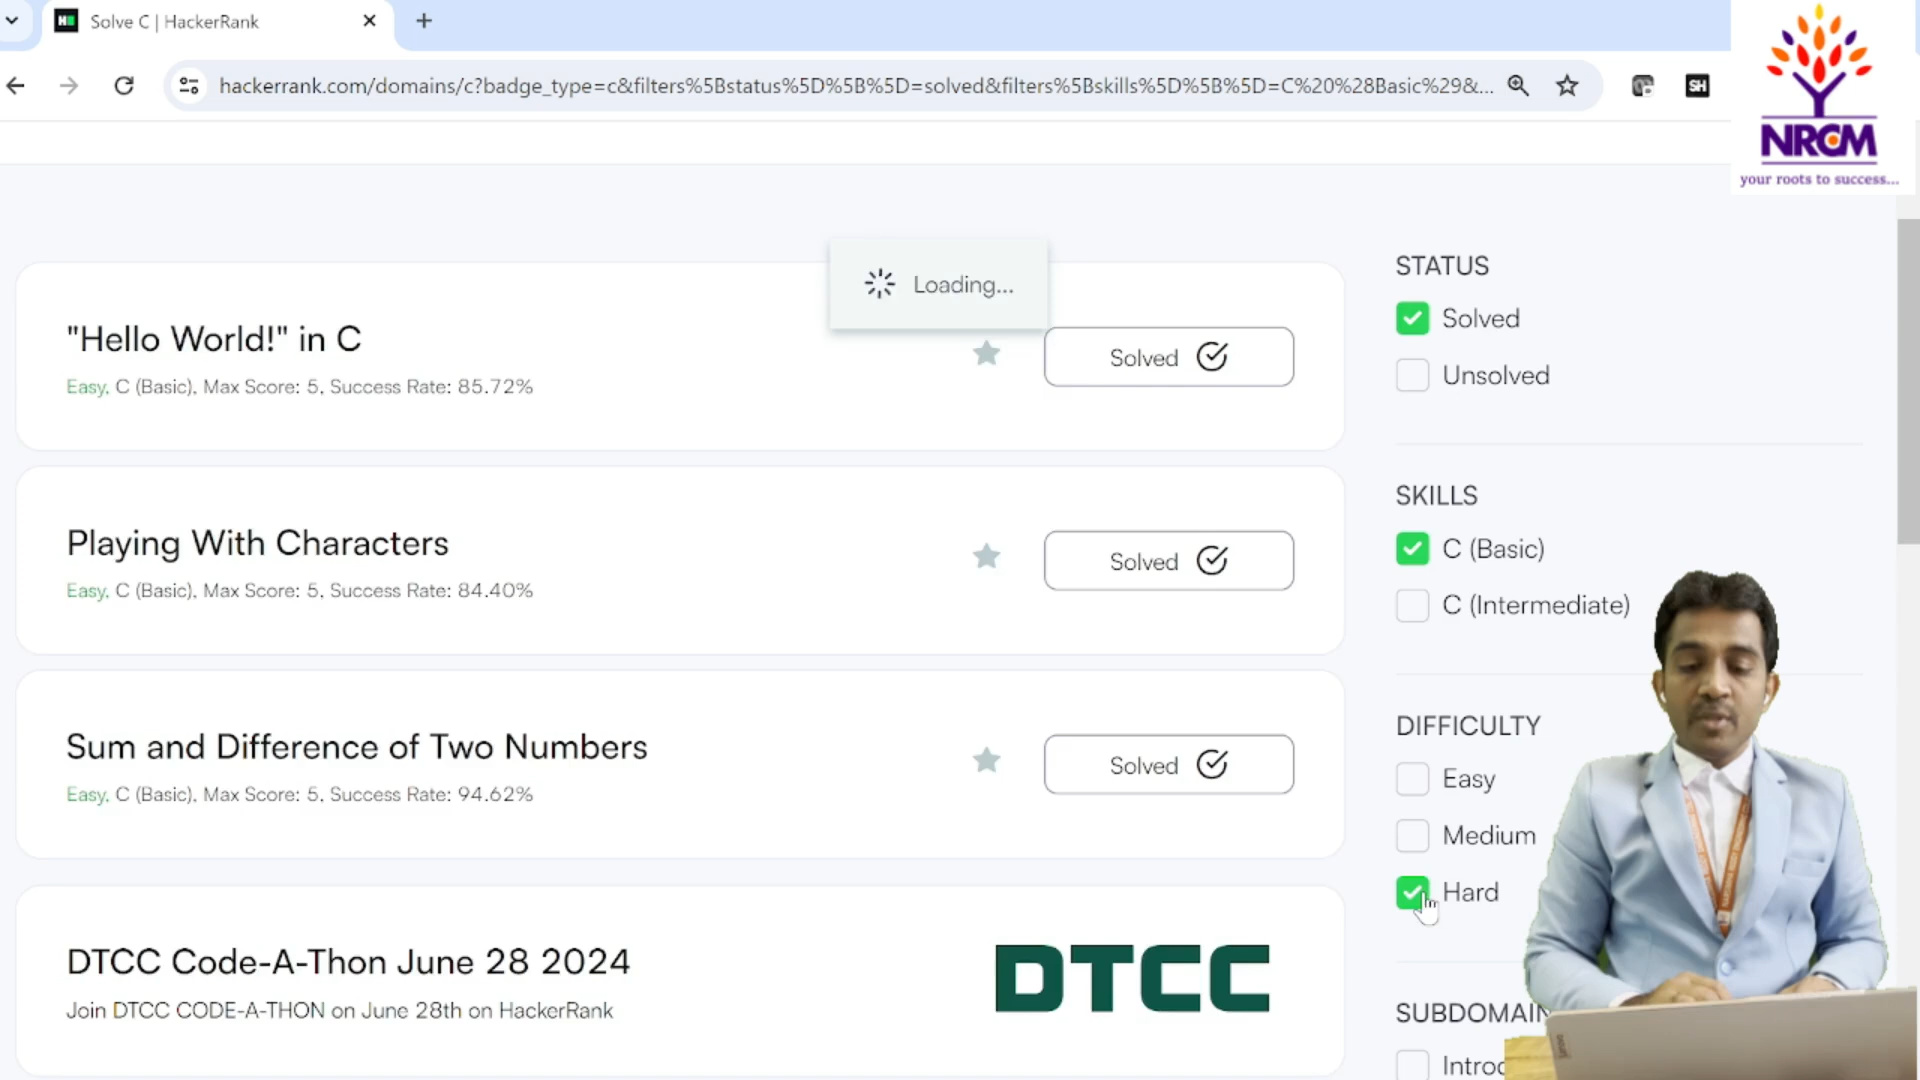 Solve C | HackerRank
hackerrank.com/domains/c?badge_type=c&filters%5Bstatus%5D%5B%5D=solved&filters%5Bskills%5D%5B%5D=C%20%28Basic%29&...
SH
NRCM
your roots to success...
Loading...
"Hello World!" in C
Easy, C (Basic), Max Score: 5, Success Rate: 85.72%
Solved
Playing With Characters
Easy, C (Basic), Max Score: 5, Success Rate: 84.40%
Solved
Sum and Difference of Two Numbers
Easy, C (Basic), Max Score: 5, Success Rate: 94.62%
Solved
DTCC Code-A-Thon June 28 2024
Join DTCC CODE-A-THON on June 28th on HackerRank
DTCC
STATUS
Solved
Unsolved
SKILLS
C (Basic)
C (Intermediate)
DIFFICULTY
Easy
Medium
Hard
SUBDOMAIN
Introd